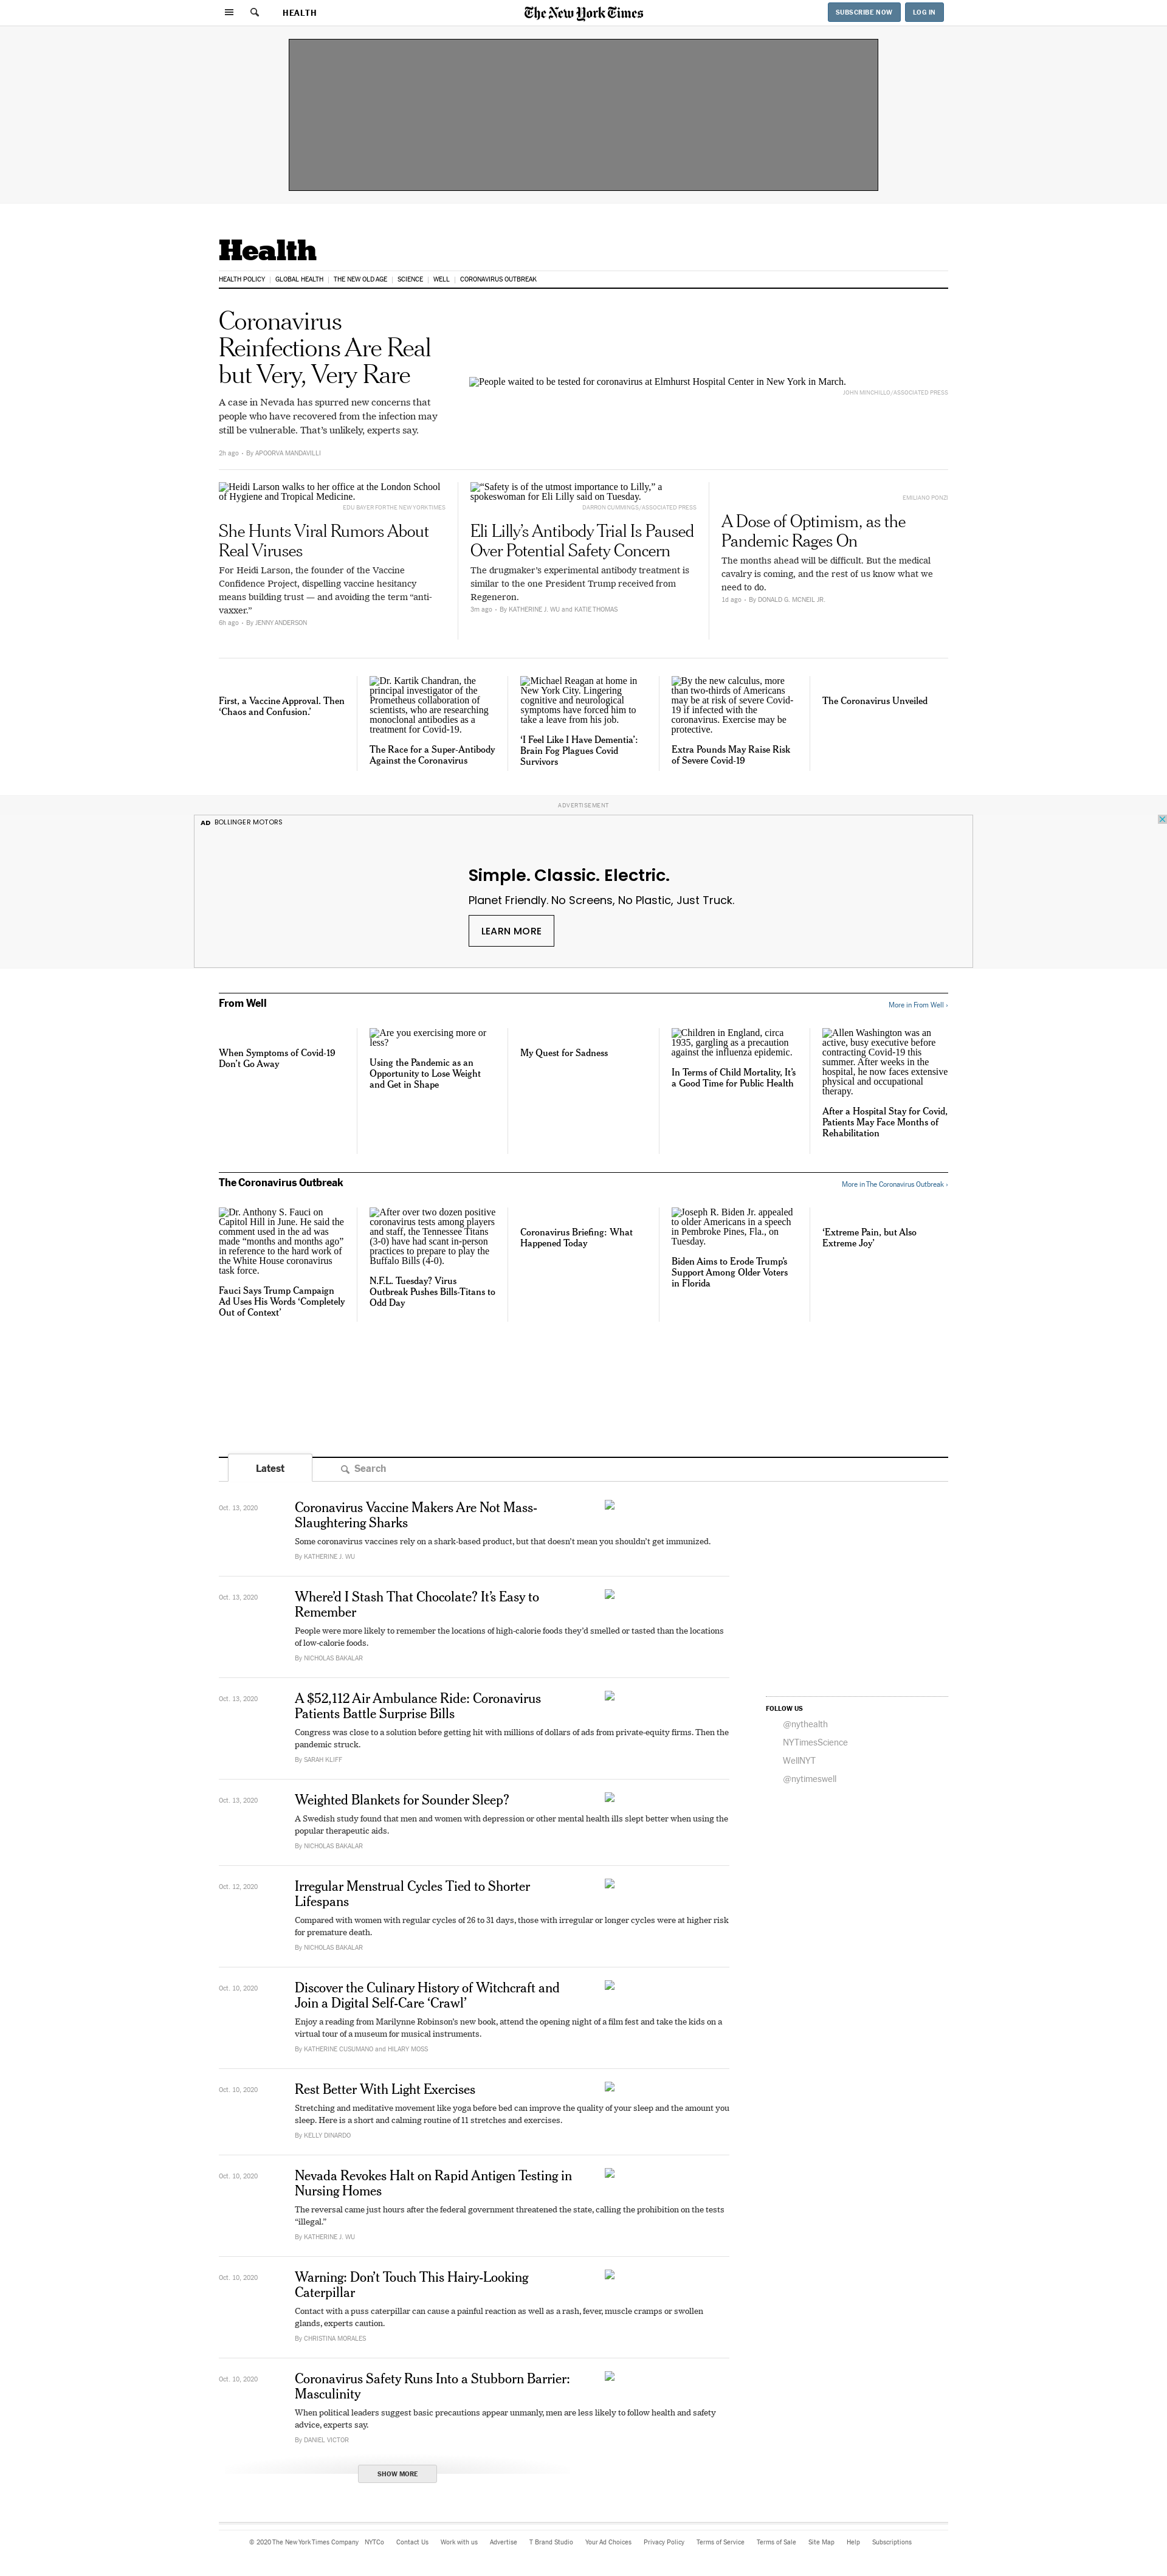 HEALTH
The New York Times
SUBSCRIBE NOW
LOG IN
Health
HEALTH POLICY | GLOBAL HEALTH | THE NEW OLD AGE | SCIENCE | WELL | CORONAVIRUS OUTBREAK
Coronavirus
Reinfections Are Real
but Very, Very Rare
A case in Nevada has spurred new concerns that
people who have recovered from the infection may
still be vulnerable. That’s unlikely, experts say.
2h ago • By APOORVA MANDAVILLI
People waited to be tested for coronavirus at Elmhurst Hospital Center in New York in March.
JOHN MINCHILLO/ASSOCIATED PRESS
Heidi Larson walks to her office at the London School
of Hygiene and Tropical Medicine.
EDU BAYER FOR THE NEW YORK TIMES
She Hunts Viral Rumors About
Real Viruses
For Heidi Larson, the founder of the Vaccine
Confidence Project, dispelling vaccine hesitancy
means building trust — and avoiding the term “anti-
vaxxer.”
6h ago • By JENNY ANDERSON
“Safety is of the utmost importance to Lilly,” a
spokeswoman for Eli Lilly said on Tuesday.
DARRON CUMMINGS/ASSOCIATED PRESS
Eli Lilly’s Antibody Trial Is Paused
Over Potential Safety Concern
The drugmaker’s experimental antibody treatment is
similar to the one President Trump received from
Regeneron.
3m ago • By KATHERINE J. WU and KATIE THOMAS
EMILIANO PONZI
A Dose of Optimism, as the
Pandemic Rages On
The months ahead will be difficult. But the medical
cavalry is coming, and the rest of us know what we
need to do.
1d ago • By DONALD G. MCNEIL JR.
First, a Vaccine Approval. Then
‘Chaos and Confusion.’
Dr. Kartik Chandran, the
principal investigator of the
Prometheus collaboration of
scientists, who are researching
monoclonal antibodies as a
treatment for Covid-19.
The Race for a Super-Antibody
Against the Coronavirus
Michael Reagan at home in
New York City. Lingering
cognitive and neurological
symptoms have forced him to
take a leave from his job.
‘I Feel Like I Have Dementia’:
Brain Fog Plagues Covid
Survivors
By the new calculus, more
than two-thirds of Americans
may be at risk of severe Covid-
19 if infected with the
coronavirus. Exercise may be
protective.
Extra Pounds May Raise Risk
of Severe Covid-19
The Coronavirus Unveiled
ADVERTISEMENT
AD BOLLINGER MOTORS
Simple. Classic. Electric.
Planet Friendly. No Screens, No Plastic, Just Truck.
LEARN MORE
From Well
More in From Well ›
When Symptoms of Covid-19
Don’t Go Away
Are you exercising more or
less?
Using the Pandemic as an
Opportunity to Lose Weight
and Get in Shape
My Quest for Sadness
Children in England, circa
1935, gargling as a precaution
against the influenza epidemic.
In Terms of Child Mortality, It’s
a Good Time for Public Health
Allen Washington was an
active, busy executive before
contracting Covid-19 this
summer. After weeks in the
hospital, he now faces extensive
physical and occupational
therapy.
After a Hospital Stay for Covid,
Patients May Face Months of
Rehabilitation
The Coronavirus Outbreak
More in The Coronavirus Outbreak ›
Dr. Anthony S. Fauci on
Capitol Hill in June. He said the
comment used in the ad was
made “months and months ago”
in reference to the hard work of
the White House coronavirus
task force.
Fauci Says Trump Campaign
Ad Uses His Words ‘Completely
Out of Context’
After over two dozen positive
coronavirus tests among players
and staff, the Tennessee Titans
(3-0) have had scant in-person
practices to prepare to play the
Buffalo Bills (4-0).
N.F.L. Tuesday? Virus
Outbreak Pushes Bills-Titans to
Odd Day
Coronavirus Briefing: What
Happened Today
Joseph R. Biden Jr. appealed
to older Americans in a speech
in Pembroke Pines, Fla., on
Tuesday.
Biden Aims to Erode Trump’s
Support Among Older Voters
in Florida
‘Extreme Pain, but Also
Extreme Joy’
Latest
Search
Oct. 13, 2020
Coronavirus Vaccine Makers Are Not Mass-
Slaughtering Sharks
Some coronavirus vaccines rely on a shark-based product, but that doesn’t mean you shouldn’t get immunized.
By KATHERINE J. WU
Oct. 13, 2020
Where’d I Stash That Chocolate? It’s Easy to
Remember
People were more likely to remember the locations of high-calorie foods they’d smelled or tasted than the locations
of low-calorie foods.
By NICHOLAS BAKALAR
Oct. 13, 2020
A $52,112 Air Ambulance Ride: Coronavirus
Patients Battle Surprise Bills
Congress was close to a solution before getting hit with millions of dollars of ads from private-equity firms. Then the
pandemic struck.
By SARAH KLIFF
Oct. 13, 2020
Weighted Blankets for Sounder Sleep?
A Swedish study found that men and women with depression or other mental health ills slept better when using the
popular therapeutic aids.
By NICHOLAS BAKALAR
Oct. 12, 2020
Irregular Menstrual Cycles Tied to Shorter
Lifespans
Compared with women with regular cycles of 26 to 31 days, those with irregular or longer cycles were at higher risk
for premature death.
By NICHOLAS BAKALAR
Oct. 10, 2020
Discover the Culinary History of Witchcraft and
Join a Digital Self-Care ‘Crawl’
Enjoy a reading from Marilynne Robinson’s new book, attend the opening night of a film fest and take the kids on a
virtual tour of a museum for musical instruments.
By KATHERINE CUSUMANO and HILARY MOSS
Oct. 10, 2020
Rest Better With Light Exercises
Stretching and meditative movement like yoga before bed can improve the quality of your sleep and the amount you
sleep. Here is a short and calming routine of 11 stretches and exercises.
By KELLY DINARDO
Oct. 10, 2020
Nevada Revokes Halt on Rapid Antigen Testing in
Nursing Homes
The reversal came just hours after the federal government threatened the state, calling the prohibition on the tests
“illegal.”
By KATHERINE J. WU
Oct. 10, 2020
Warning: Don’t Touch This Hairy-Looking
Caterpillar
Contact with a puss caterpillar can cause a painful reaction as well as a rash, fever, muscle cramps or swollen
glands, experts caution.
By CHRISTINA MORALES
Oct. 10, 2020
Coronavirus Safety Runs Into a Stubborn Barrier:
Masculinity
When political leaders suggest basic precautions appear unmanly, men are less likely to follow health and safety
advice, experts say.
By DANIEL VICTOR
SHOW MORE
FOLLOW US
@nythealth
NYTimesScience
WellNYT
@nytimeswell
© 2020 The New York Times Company NYTCo Contact Us Work with us Advertise T Brand Studio Your Ad Choices Privacy Policy Terms of Service Terms of Sale Site Map Help Subscriptions